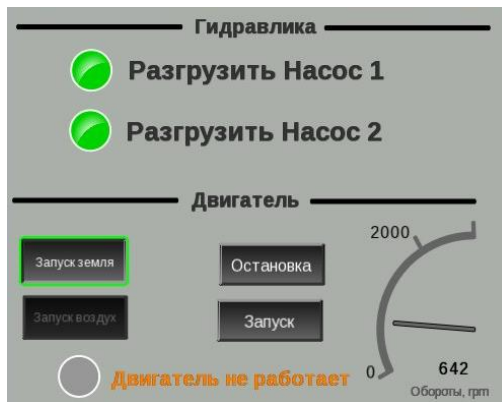 Гидравлика
Разгрузить Насос 1
Разгрузить Насос 2
Двигатель
2000
Запуск земля
Остановка
Запуск воздух
Запуск
Двигатель не работает
0
642
Обороты, rpm